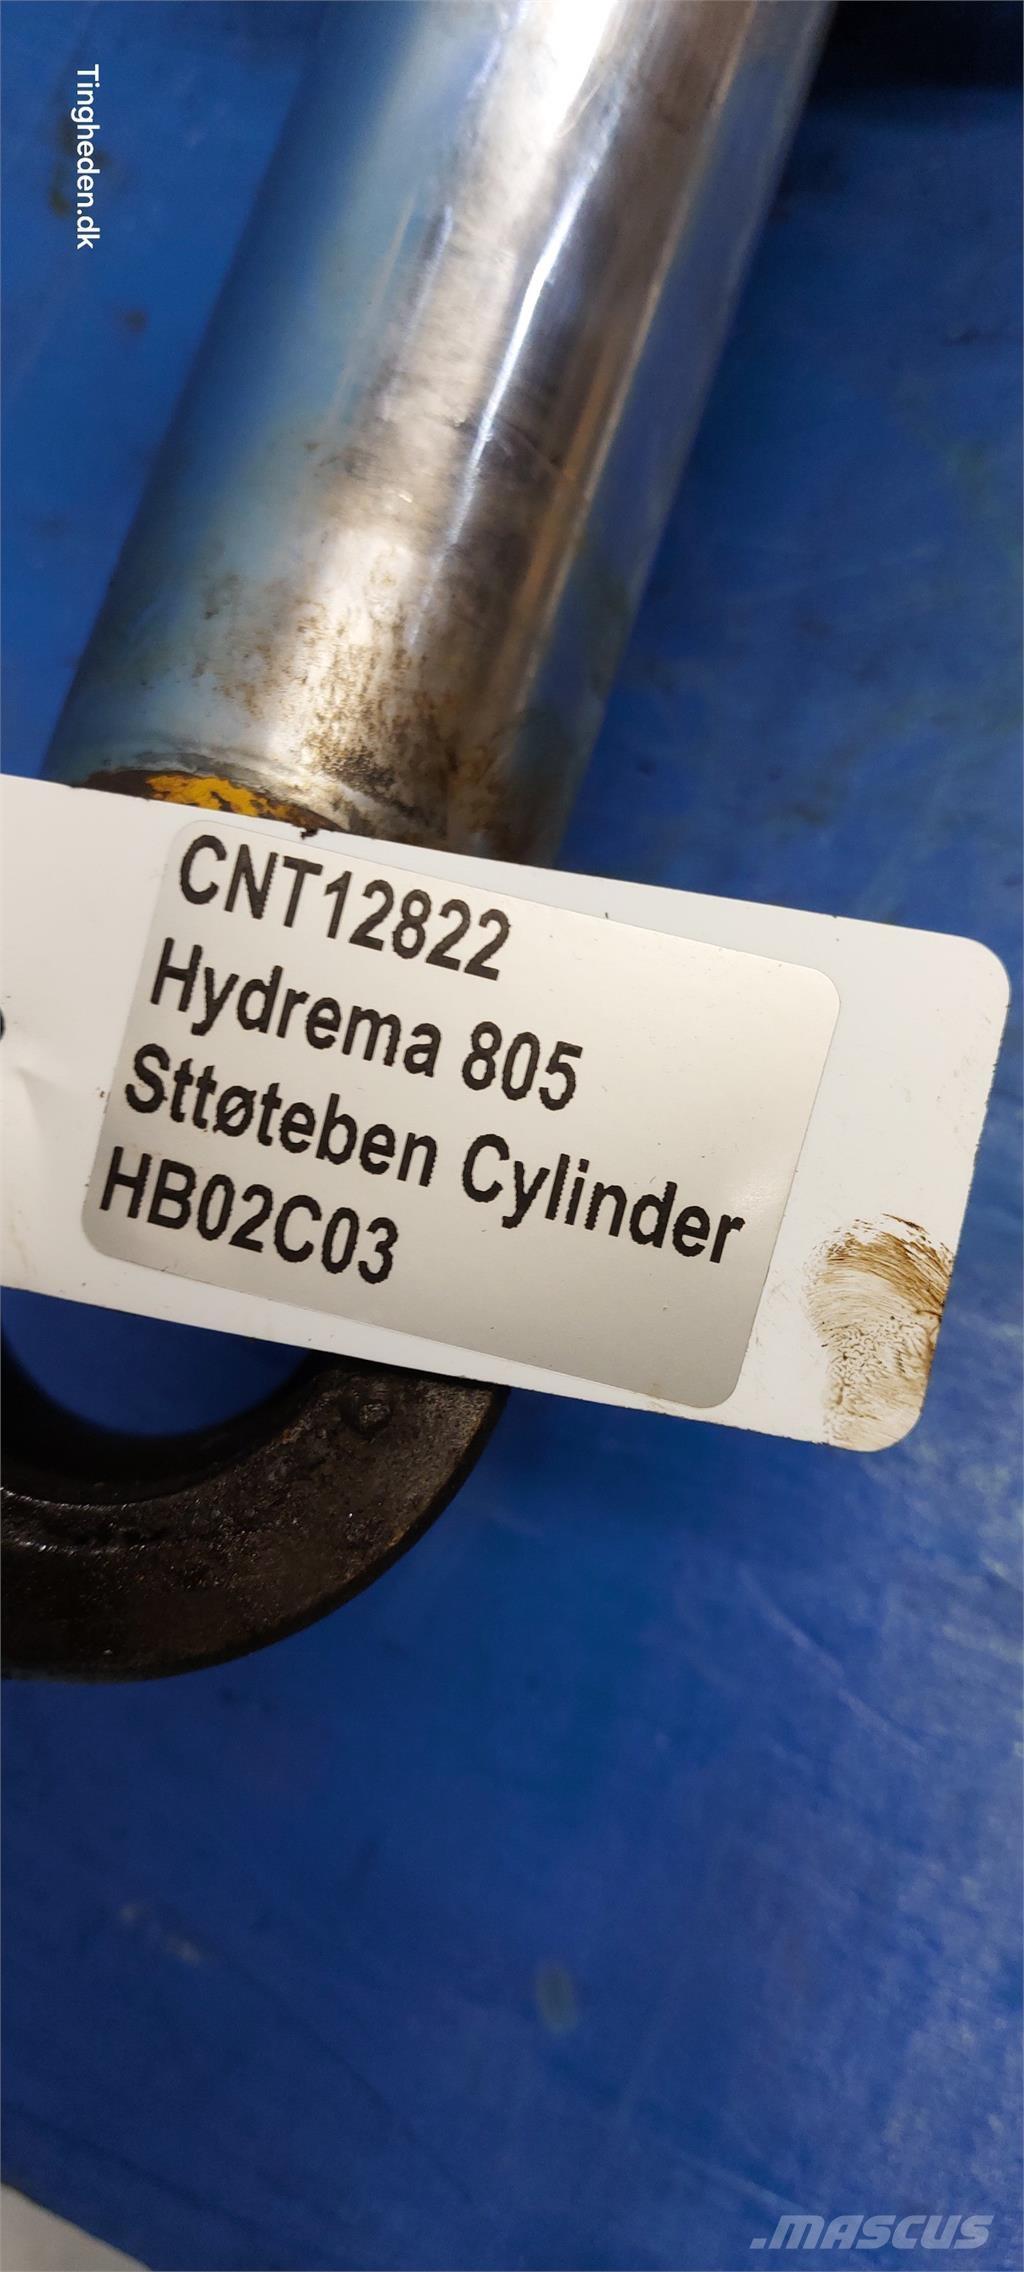 Tingheden.dk
CNT12822
Hydrema 805
Sttøteben Cylinder
HB02C03
.MASCUS